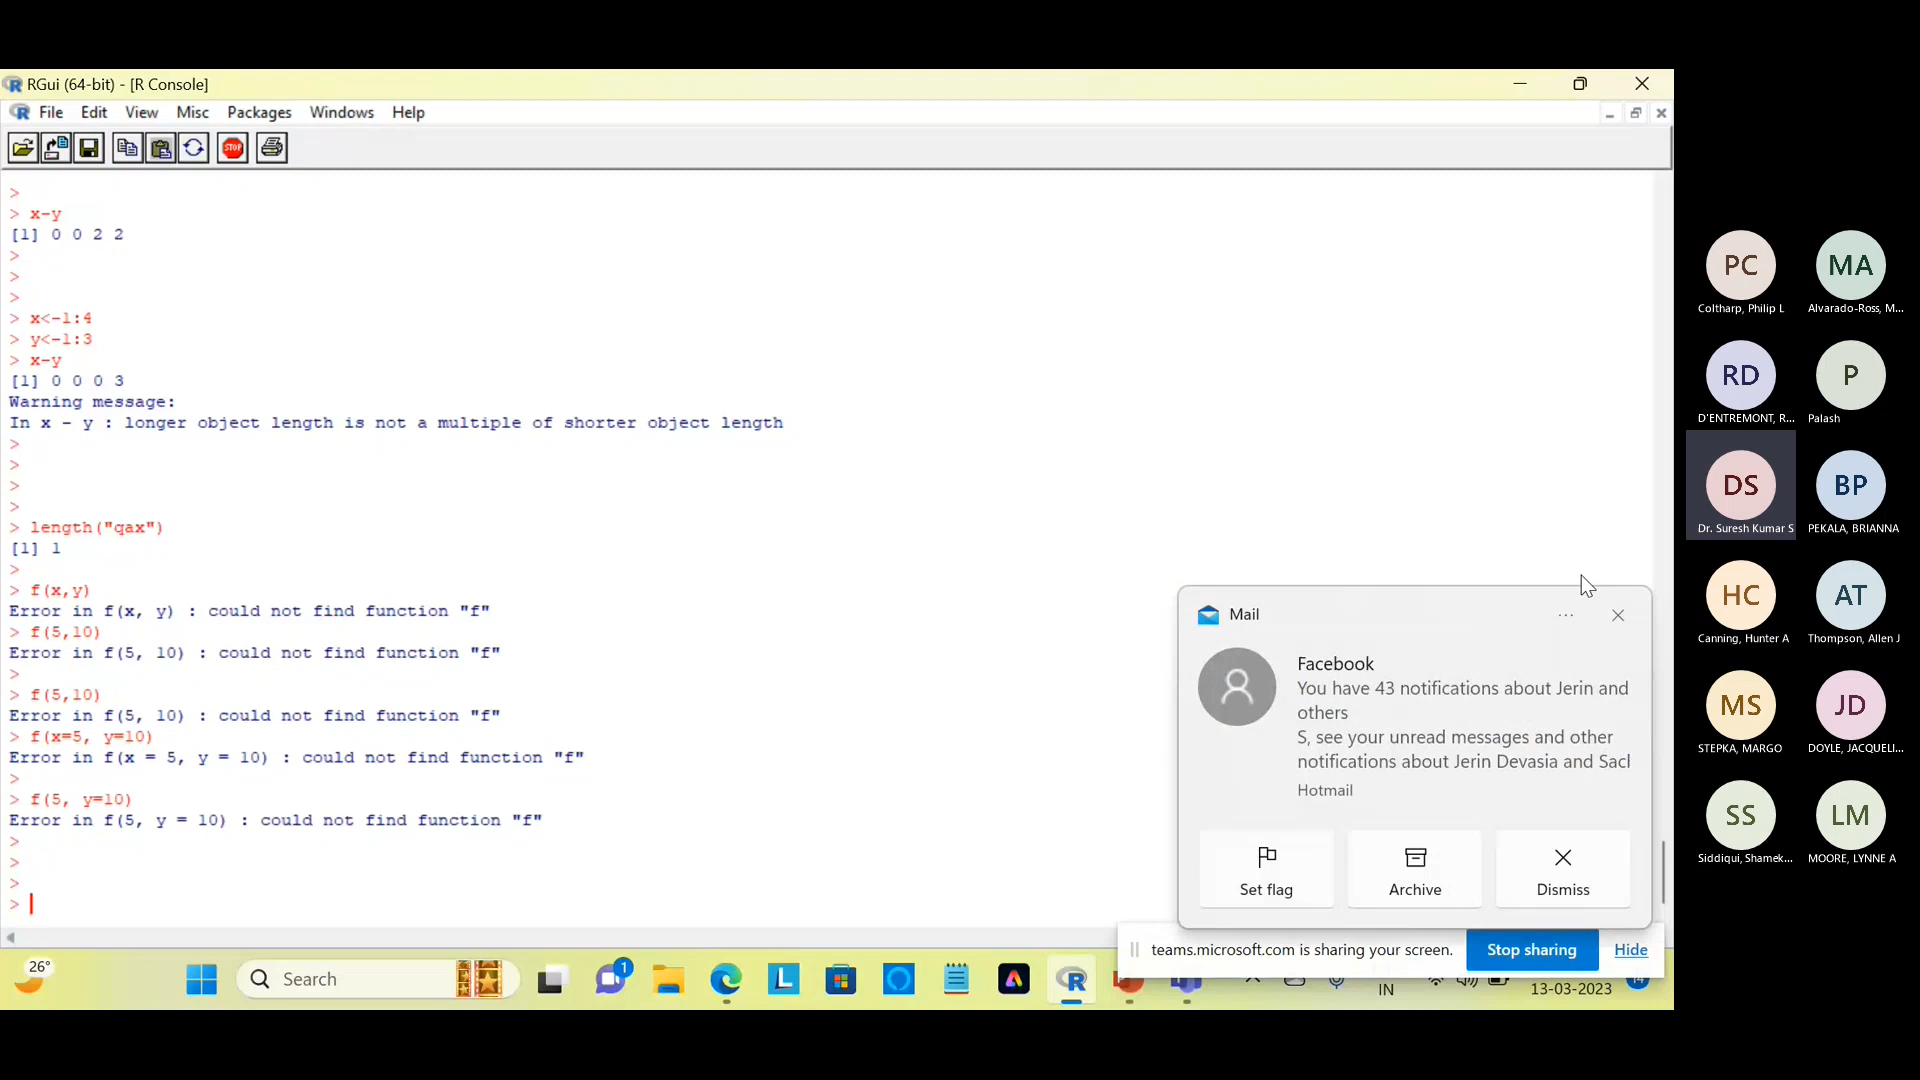 RGui (64-bit) - [R Console]
File Edit View Misc Packages Windows Help
STOP
>
> x-y
[1] 0 0 2 2
>
>
>
> x<-1:4
> y<-1:3
> x-y
[1] 0 0 0 3
Warning message:
In x - y : longer object length is not a multiple of shorter object length
>
>
>
>
> length("qax")
[1] 1
>
> f(x,y)
Error in f(x, y) : could not find function "f"
> f(5,10)
Error in f(5, 10) : could not find function "f"
>
> f(5,10)
Error in f(5, 10) : could not find function "f"
> f(x=5, y=10)
Error in f(x = 5, y = 10) : could not find function "f"
>
> f(5, y=10)
Error in f(5, y = 10) : could not find function "f"
>
>
>
>
Mail
Facebook
You have 43 notifications about Jerin and
others
S, see your unread messages and other
notifications about Jerin Devasia and Sacl
Hotmail
Set flag Archive Dismiss
teams.microsoft.com is sharing your screen. Stop sharing Hide
26°
Search
1
IN
13-03-2023
14
PC MA
Coltharp, Philip L Alvarado-Ross, M...
RD P
D'ENTREMONT, R... Palash
DS BP
Dr. Suresh Kumar S PEKALA, BRIANNA
HC AT
Canning, Hunter A Thompson, Allen J
MS JD
STEPKA, MARGO DOYLE, JACQUELI...
SS LM
Siddiqui, Shamek... MOORE, LYNNE A